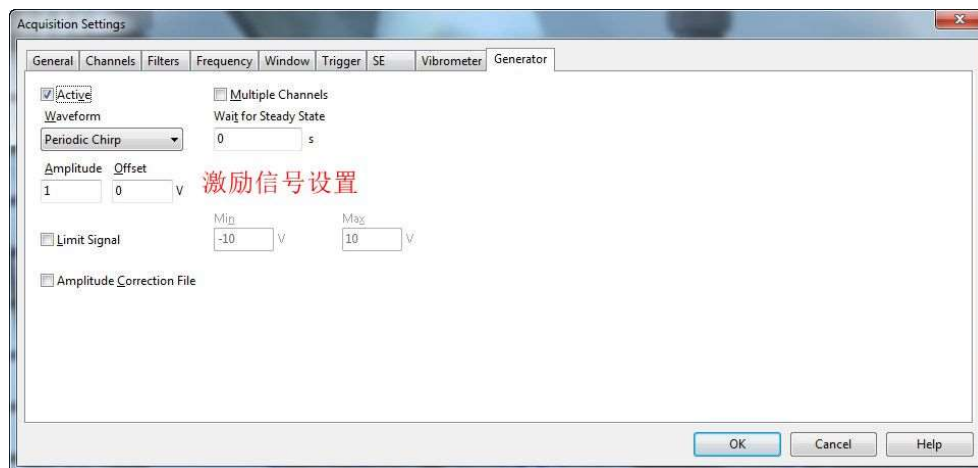 Acquisition Settings
General Channels Filters Frequency Window Trigger SE Vibrometer Generator
Active Multiple Channels
Waveform Wait for Steady State
Periodic Chirp 0 s
Amplitude Offset
1 0 V 激励信号设置
Min Max
Limit Signal -10 V 10 V
Amplitude Correction File
OK Cancel Help